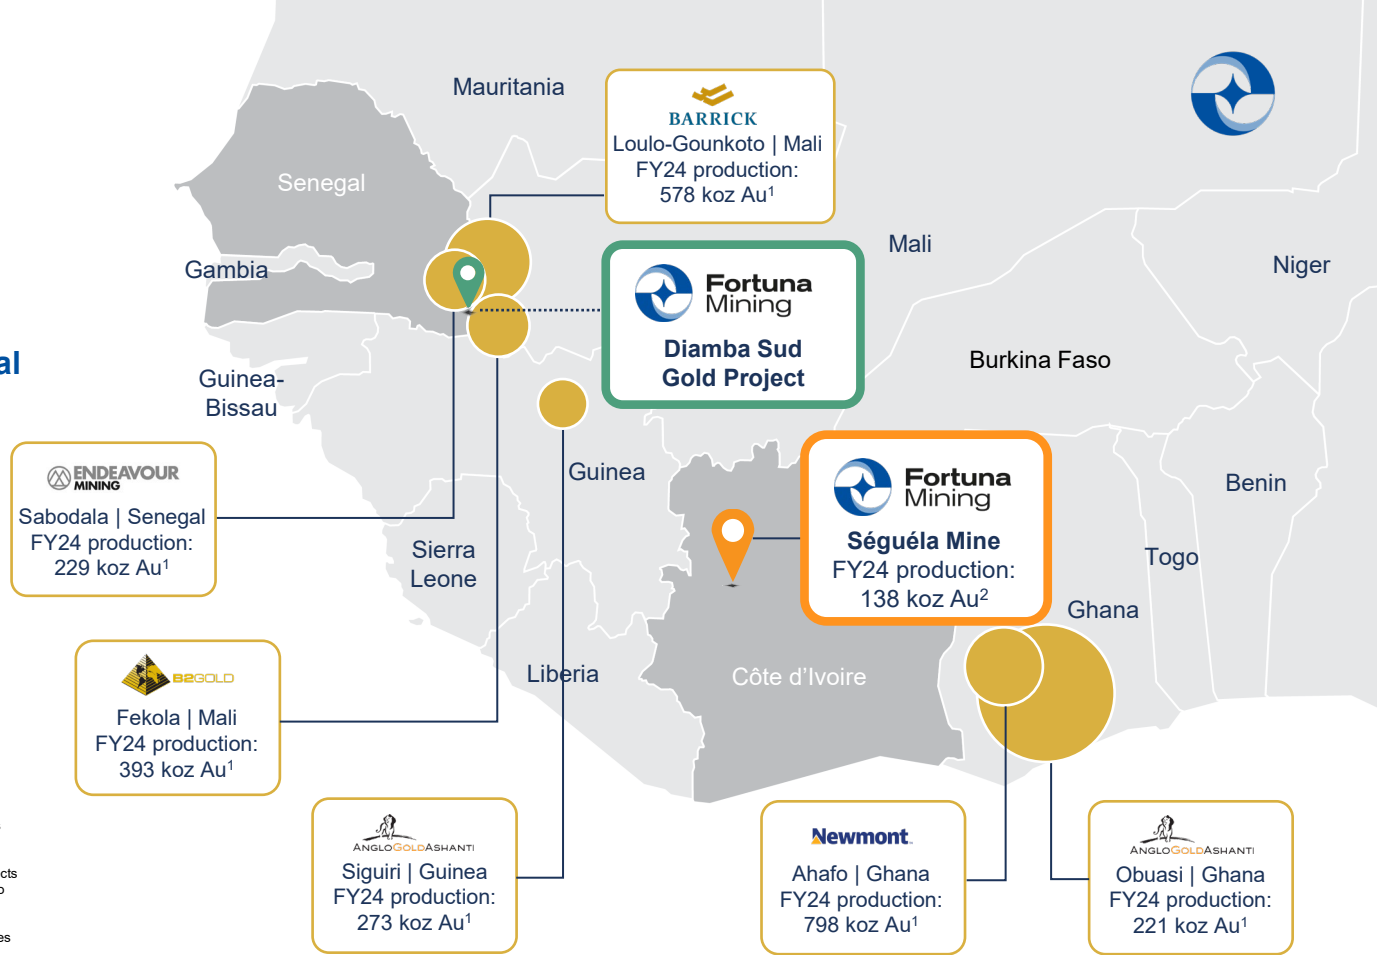 Mauritania
BARRICK
Loulo-Gounkoto | Mali
FY24 production:
578 koz Au¹
Senegal
Mali
Niger
Gambia
Fortuna
Mining
Diamba Sud
Gold Project
Burkina Faso
al
Guinea-
Bissau
ENDEAVOUR
MINING
Sabodala | Senegal
FY24 production:
229 koz Au¹
Guinea
Fortuna
Mining
Séguéla Mine
FY24 production:
138 koz Au²
Benin
Togo
Sierra
Leone
Ghana
Liberia
Côte d'Ivoire
B2GOLD
Fekola | Mali
FY24 production:
393 koz Au¹
ANGLOGOLDASHANTI
Siguiri | Guinea
FY24 production:
273 koz Au¹
Newmont
Ahafo | Ghana
FY24 production:
798 koz Au¹
ANGLOGOLDASHANTI
Obuasi | Ghana
FY24 production:
221 koz Au¹
cts
es